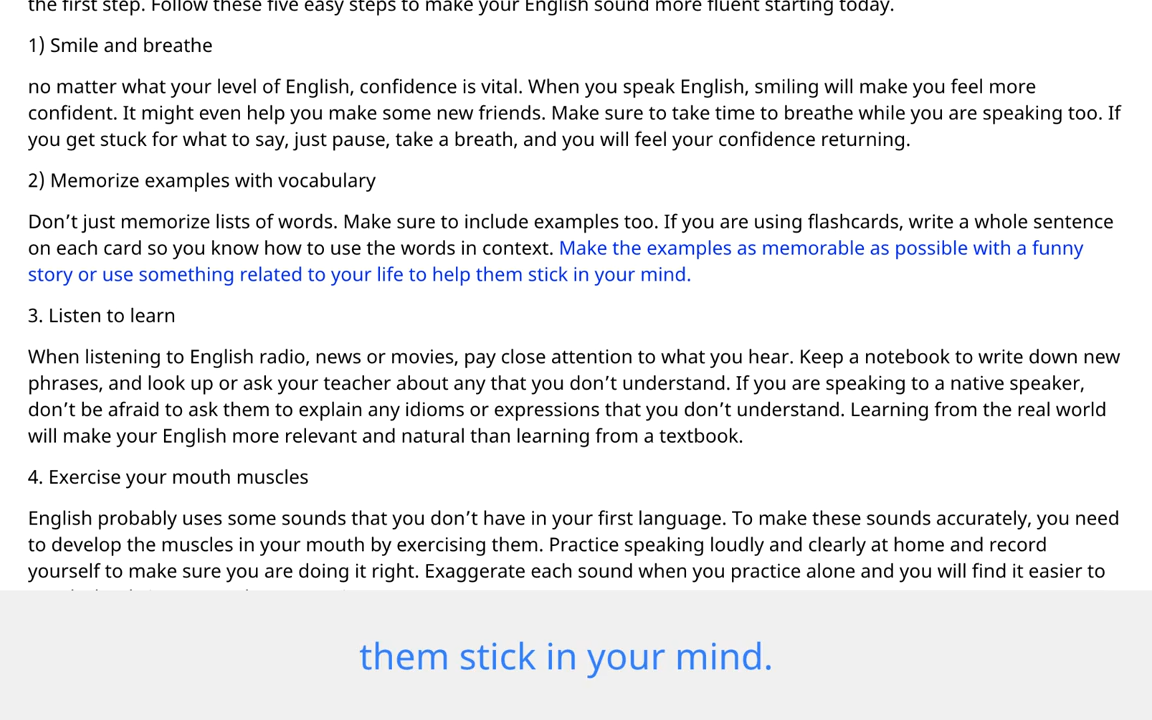 the first step. Follow these five easy steps to make your English sound more fluent starting today.
1) Smile and breathe
no matter what your level of English, confidence is vital. When you speak English, smiling will make you feel more
confident. It might even help you make some new friends. Make sure to take time to breathe while you are speaking too. If
you get stuck for what to say, just pause, take a breath, and you will feel your confidence returning.
2) Memorize examples with vocabulary
Don’t just memorize lists of words. Make sure to include examples too. If you are using flashcards, write a whole sentence
on each card so you know how to use the words in context. Make the examples as memorable as possible with a funny
story or use something related to your life to help them stick in your mind.
3. Listen to learn
When listening to English radio, news or movies, pay close attention to what you hear. Keep a notebook to write down new
phrases, and look up or ask your teacher about any that you don’t understand. If you are speaking to a native speaker,
don’t be afraid to ask them to explain any idioms or expressions that you don’t understand. Learning from the real world
will make your English more relevant and natural than learning from a textbook.
4. Exercise your mouth muscles
English probably uses some sounds that you don’t have in your first language. To make these sounds accurately, you need
to develop the muscles in your mouth by exercising them. Practice speaking loudly and clearly at home and record
yourself to make sure you are doing it right. Exaggerate each sound when you practice alone and you will find it easier to
them stick in your mind.